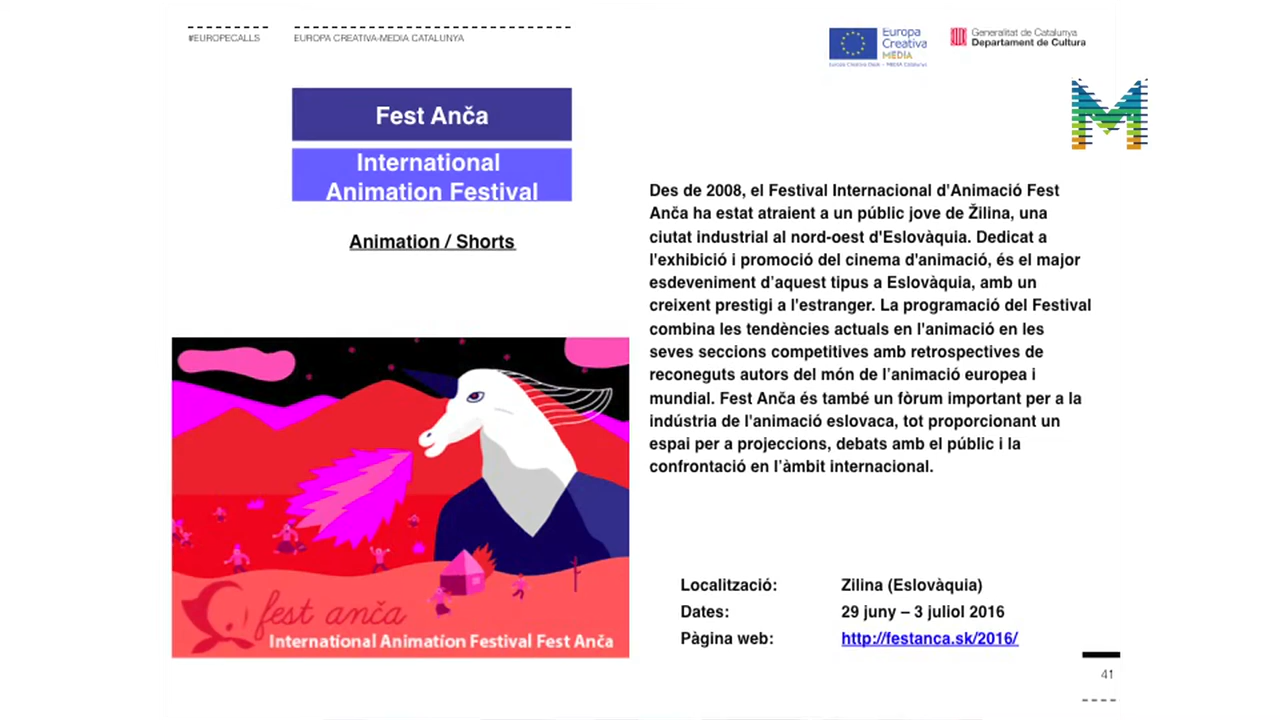 #EUROPECALLS
EUROPA CREATIVA-MEDIA CATALUNYA
Europa
Creativa
MEDIA
Europa Creativa Desk - MEDIA Catalunya
Generalitat de Catalunya
Departament de Cultura
M
Fest Anča
International
Animation Festival
Animation / Shorts
Des de 2008, el Festival Internacional d'Animació Fest
Anča ha estat atraient a un públic jove de Žilina, una
ciutat industrial al nord-oest d'Eslovàquia. Dedicat a
l'exhibició i promoció del cinema d'animació, és el major
esdeveniment d'aquest tipus a Eslovàquia, amb un
creixent prestigi a l'estranger. La programació del Festival
combina les tendències actuals en l'animació en les
seves seccions competitives amb retrospectives de
reconeguts autors del món de l'animació europea i
mundial. Fest Anča és també un fòrum important per a la
indústria de l'animació eslovaca, tot proporcionant un
espai per a projeccions, debats amb el públic i la
confrontació en l'àmbit internacional.
fest anča
International Animation Festival Fest Anča
Localització: Zilina (Eslovàquia)
Dates: 29 juny – 3 juliol 2016
Pàgina web: http://festanca.sk/2016/
41